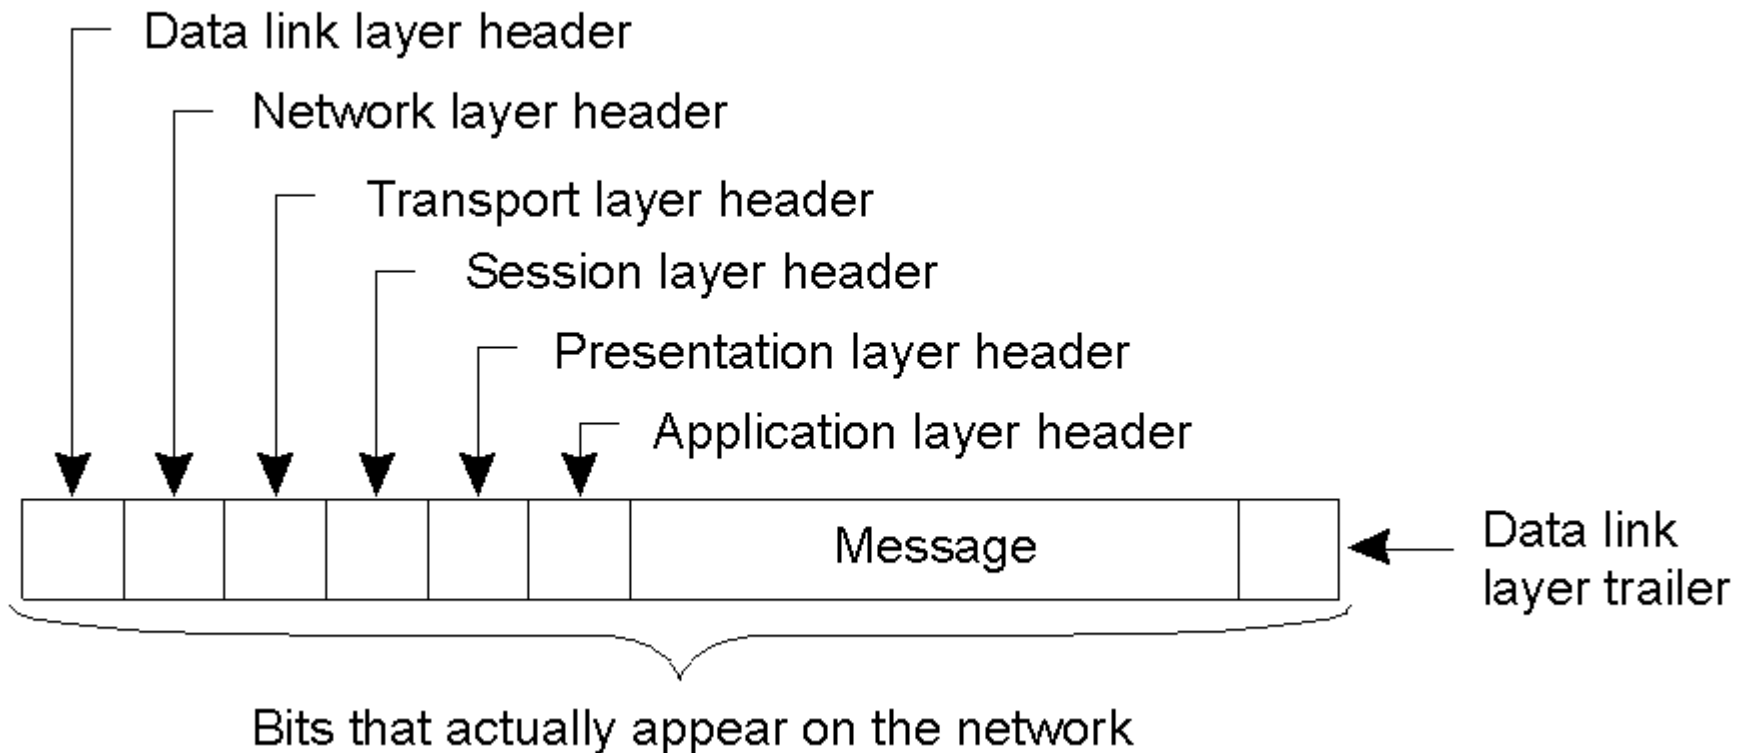 Data link layer header
Network layer header
Transport layer header
Session layer header
Presentation layer header
Application layer header
Message
Data link
layer trailer
Bits that actually appear on the network